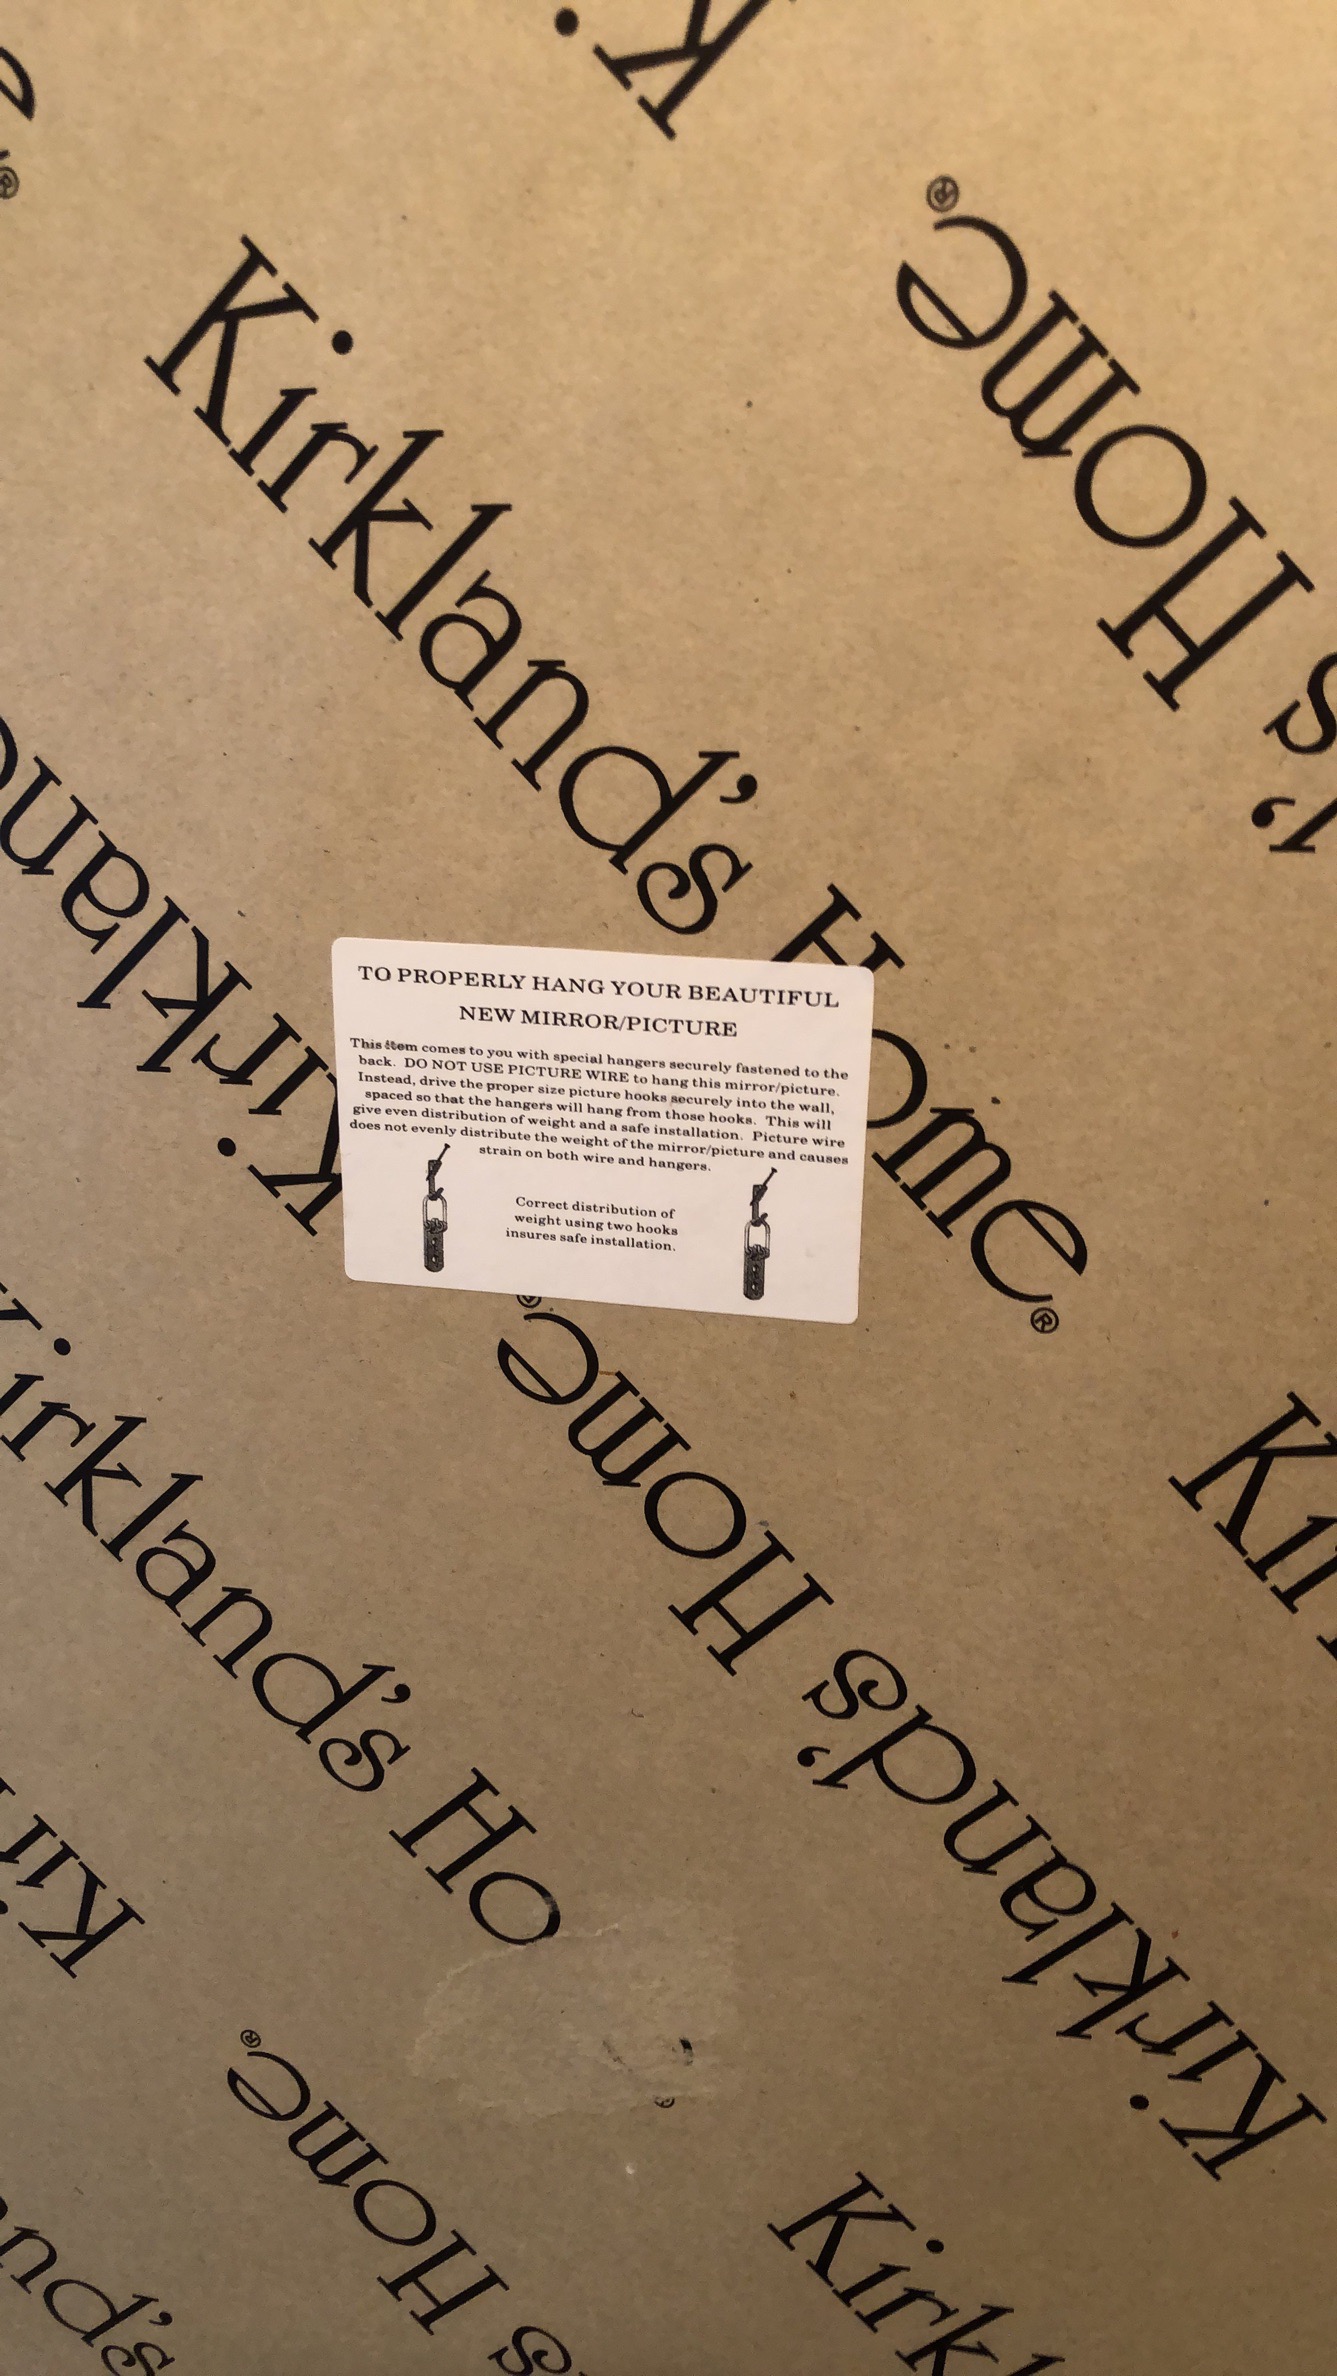 K.
e
®
® Home
's
Kirkland's Home®
Kirklan
TO PROPERLY HANG YOUR BEAUTIFUL
NEW MIRROR/PICTURE
This item comes to you with special hangers securely fastened to the
back. DO NOT USE PICTURE WIRE to hang this mirror/picture.
Instead, drive the proper size picture hooks securely into the wall,
spaced so that the hangers will hang from those hooks. This will
give even distribution of weight and a safe installation. Picture wire
does not evenly distribute the weight of the mirror/picture and causes
strain on both wire and hangers.
Correct distribution of
weight using two hooks
insures safe installation.
Kirkland's Home
Kirkland's Ho
Kir
Ki
Home®
s
Kirkl
nd's